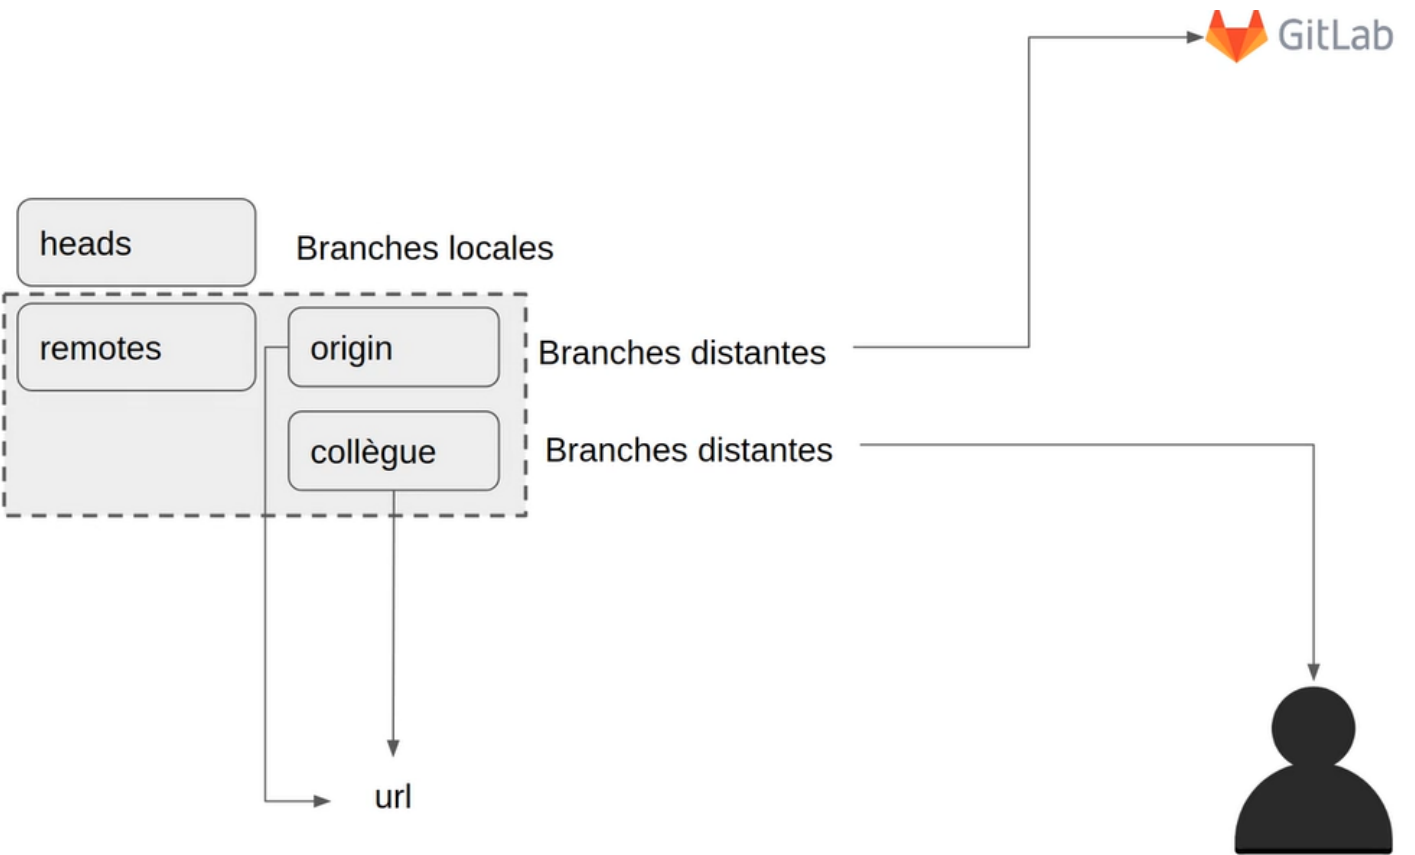 GitLab
heads
Branches locales
remotes
origin
Branches distantes
collègue
Branches distantes
url